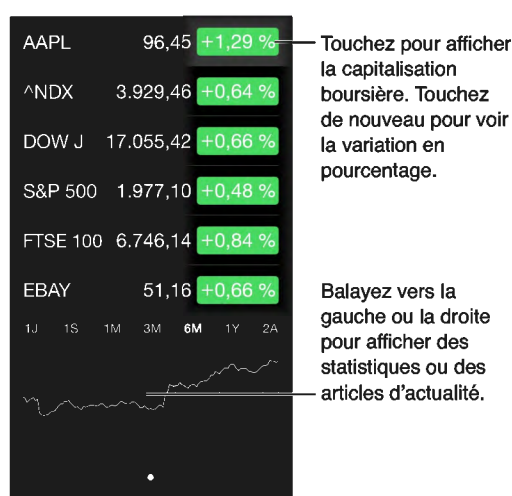 AAPL 96,45 +1,29 %
^NDX 3.929,46 +0,64 %
DOW J 17.055,42 +0,66 %
S&P 500 1.977,10 +0,48 %
FTSE 100 6.746,14 +0,84 %
EBAY 51,16 +0,66 %
1J 1S 1M 3M 6M 1Y 2A
Touchez pour afficher
la capitalisation
boursière. Touchez
de nouveau pour voir
la variation en
pourcentage.
Balayez vers la
gauche ou la droite
pour afficher des
statistiques ou des
articles d'actualité.